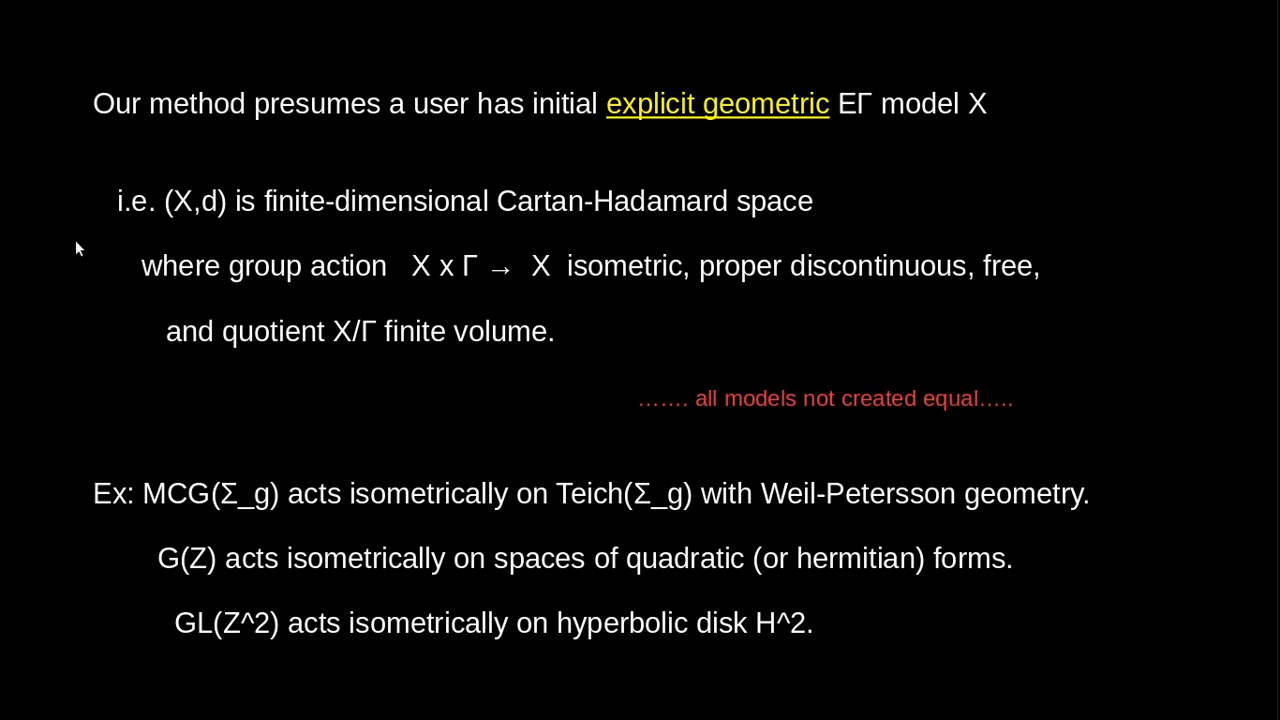 Our method presumes a user has initial explicit geometric EΓ model X
i.e. (X,d) is finite-dimensional Cartan-Hadamard space
where group action X x Γ → X isometric, proper discontinuous, free,
and quotient X/Γ finite volume.
……. all models not created equal…..
Ex: MCG(Σ_g) acts isometrically on Teich(Σ_g) with Weil-Petersson geometry.
G(Z) acts isometrically on spaces of quadratic (or hermitian) forms.
GL(Z^2) acts isometrically on hyperbolic disk H^2.